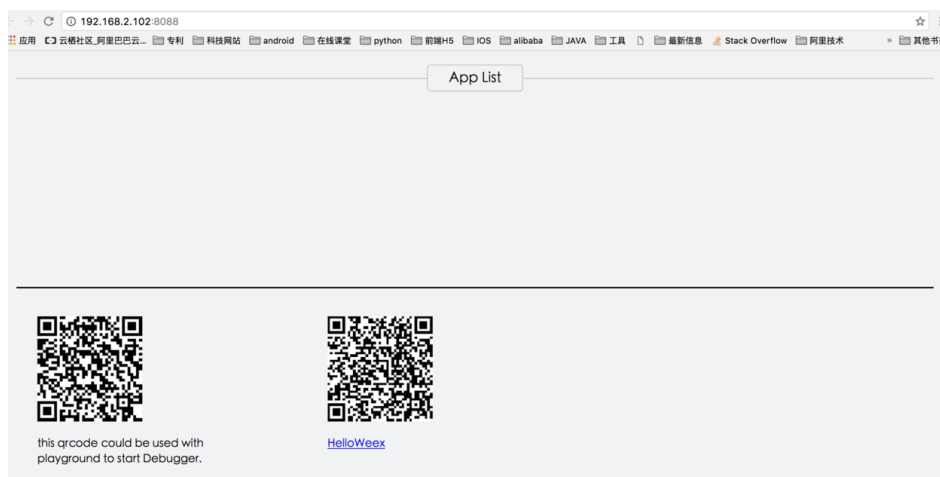 192.168.2.102:8088
应用 云栖社区_阿里巴巴云... 专利 科技网站 android 在线课堂 python 前端H5 IOS alibaba JAVA 工具 最新信息 Stack Overflow 阿里技术 » 其他书
App List
this qrcode could be used with
playground to start Debugger.
HelloWeex